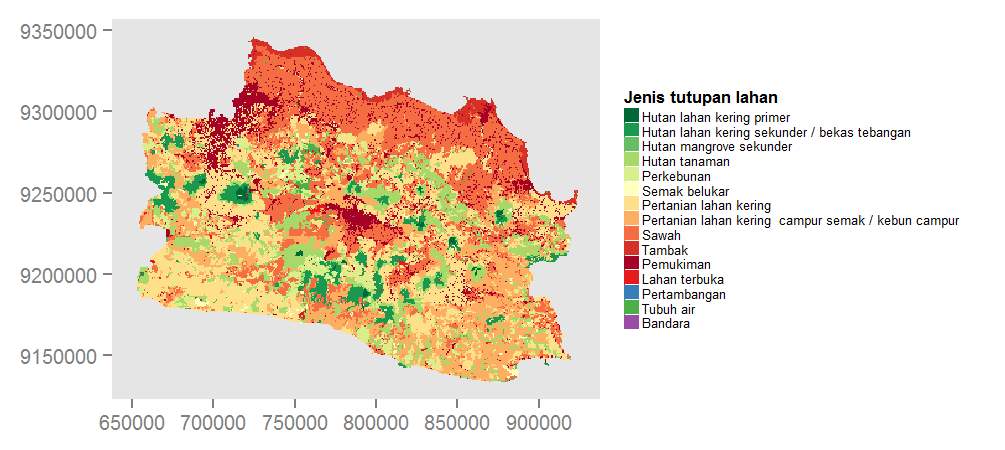 9350000
9300000
9250000
9200000
9150000
650000 700000 750000 800000 850000 900000
Jenis tutupan lahan
Hutan lahan kering primer
Hutan lahan kering sekunder / bekas tebangan
Hutan mangrove sekunder
Hutan tanaman
Perkebunan
Semak belukar
Pertanian lahan kering
Pertanian lahan kering  campur semak / kebun campur
Sawah
Tambak
Pemukiman
Lahan terbuka
Pertambangan
Tubuh air
Bandara